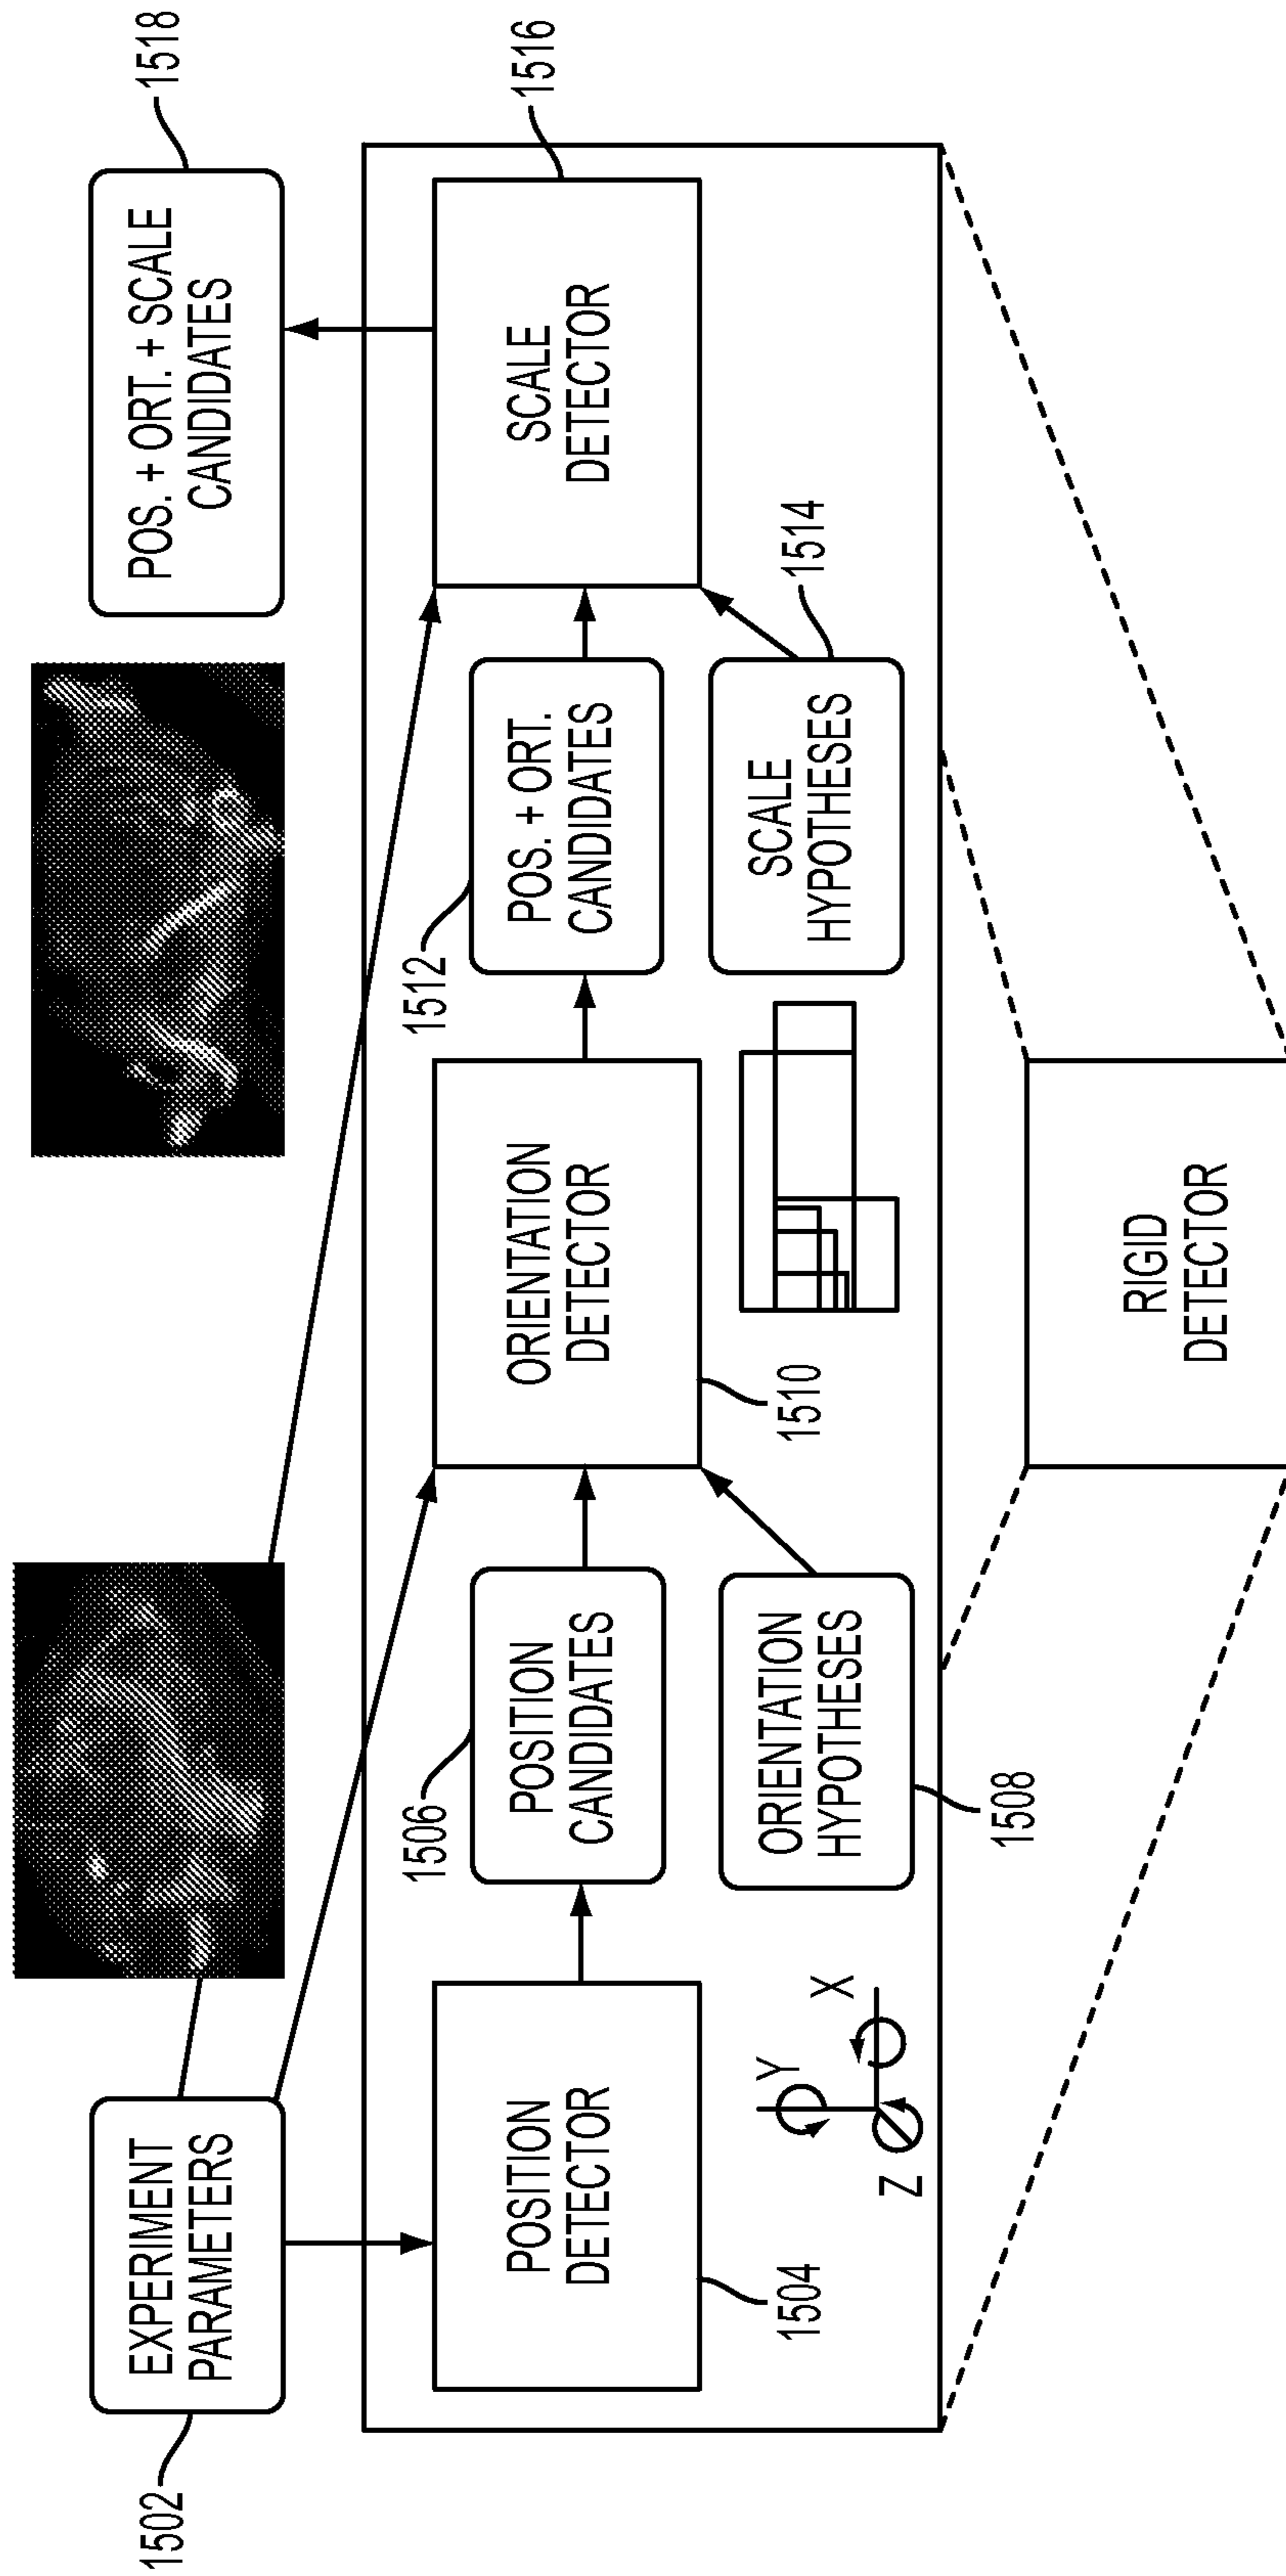 1502
EXPERIMENT
PARAMETERS
POS. + ORT. + SCALE
CANDIDATES
1518
POSITION
DETECTOR
1504
Y
X
Z
1506
POSITION
CANDIDATES
ORIENTATION
HYPOTHESES
1508
ORIENTATION
DETECTOR
1510
1512
POS. + ORT.
CANDIDATES
SCALE
HYPOTHESES
1514
SCALE
DETECTOR
1516
RIGID
DETECTOR